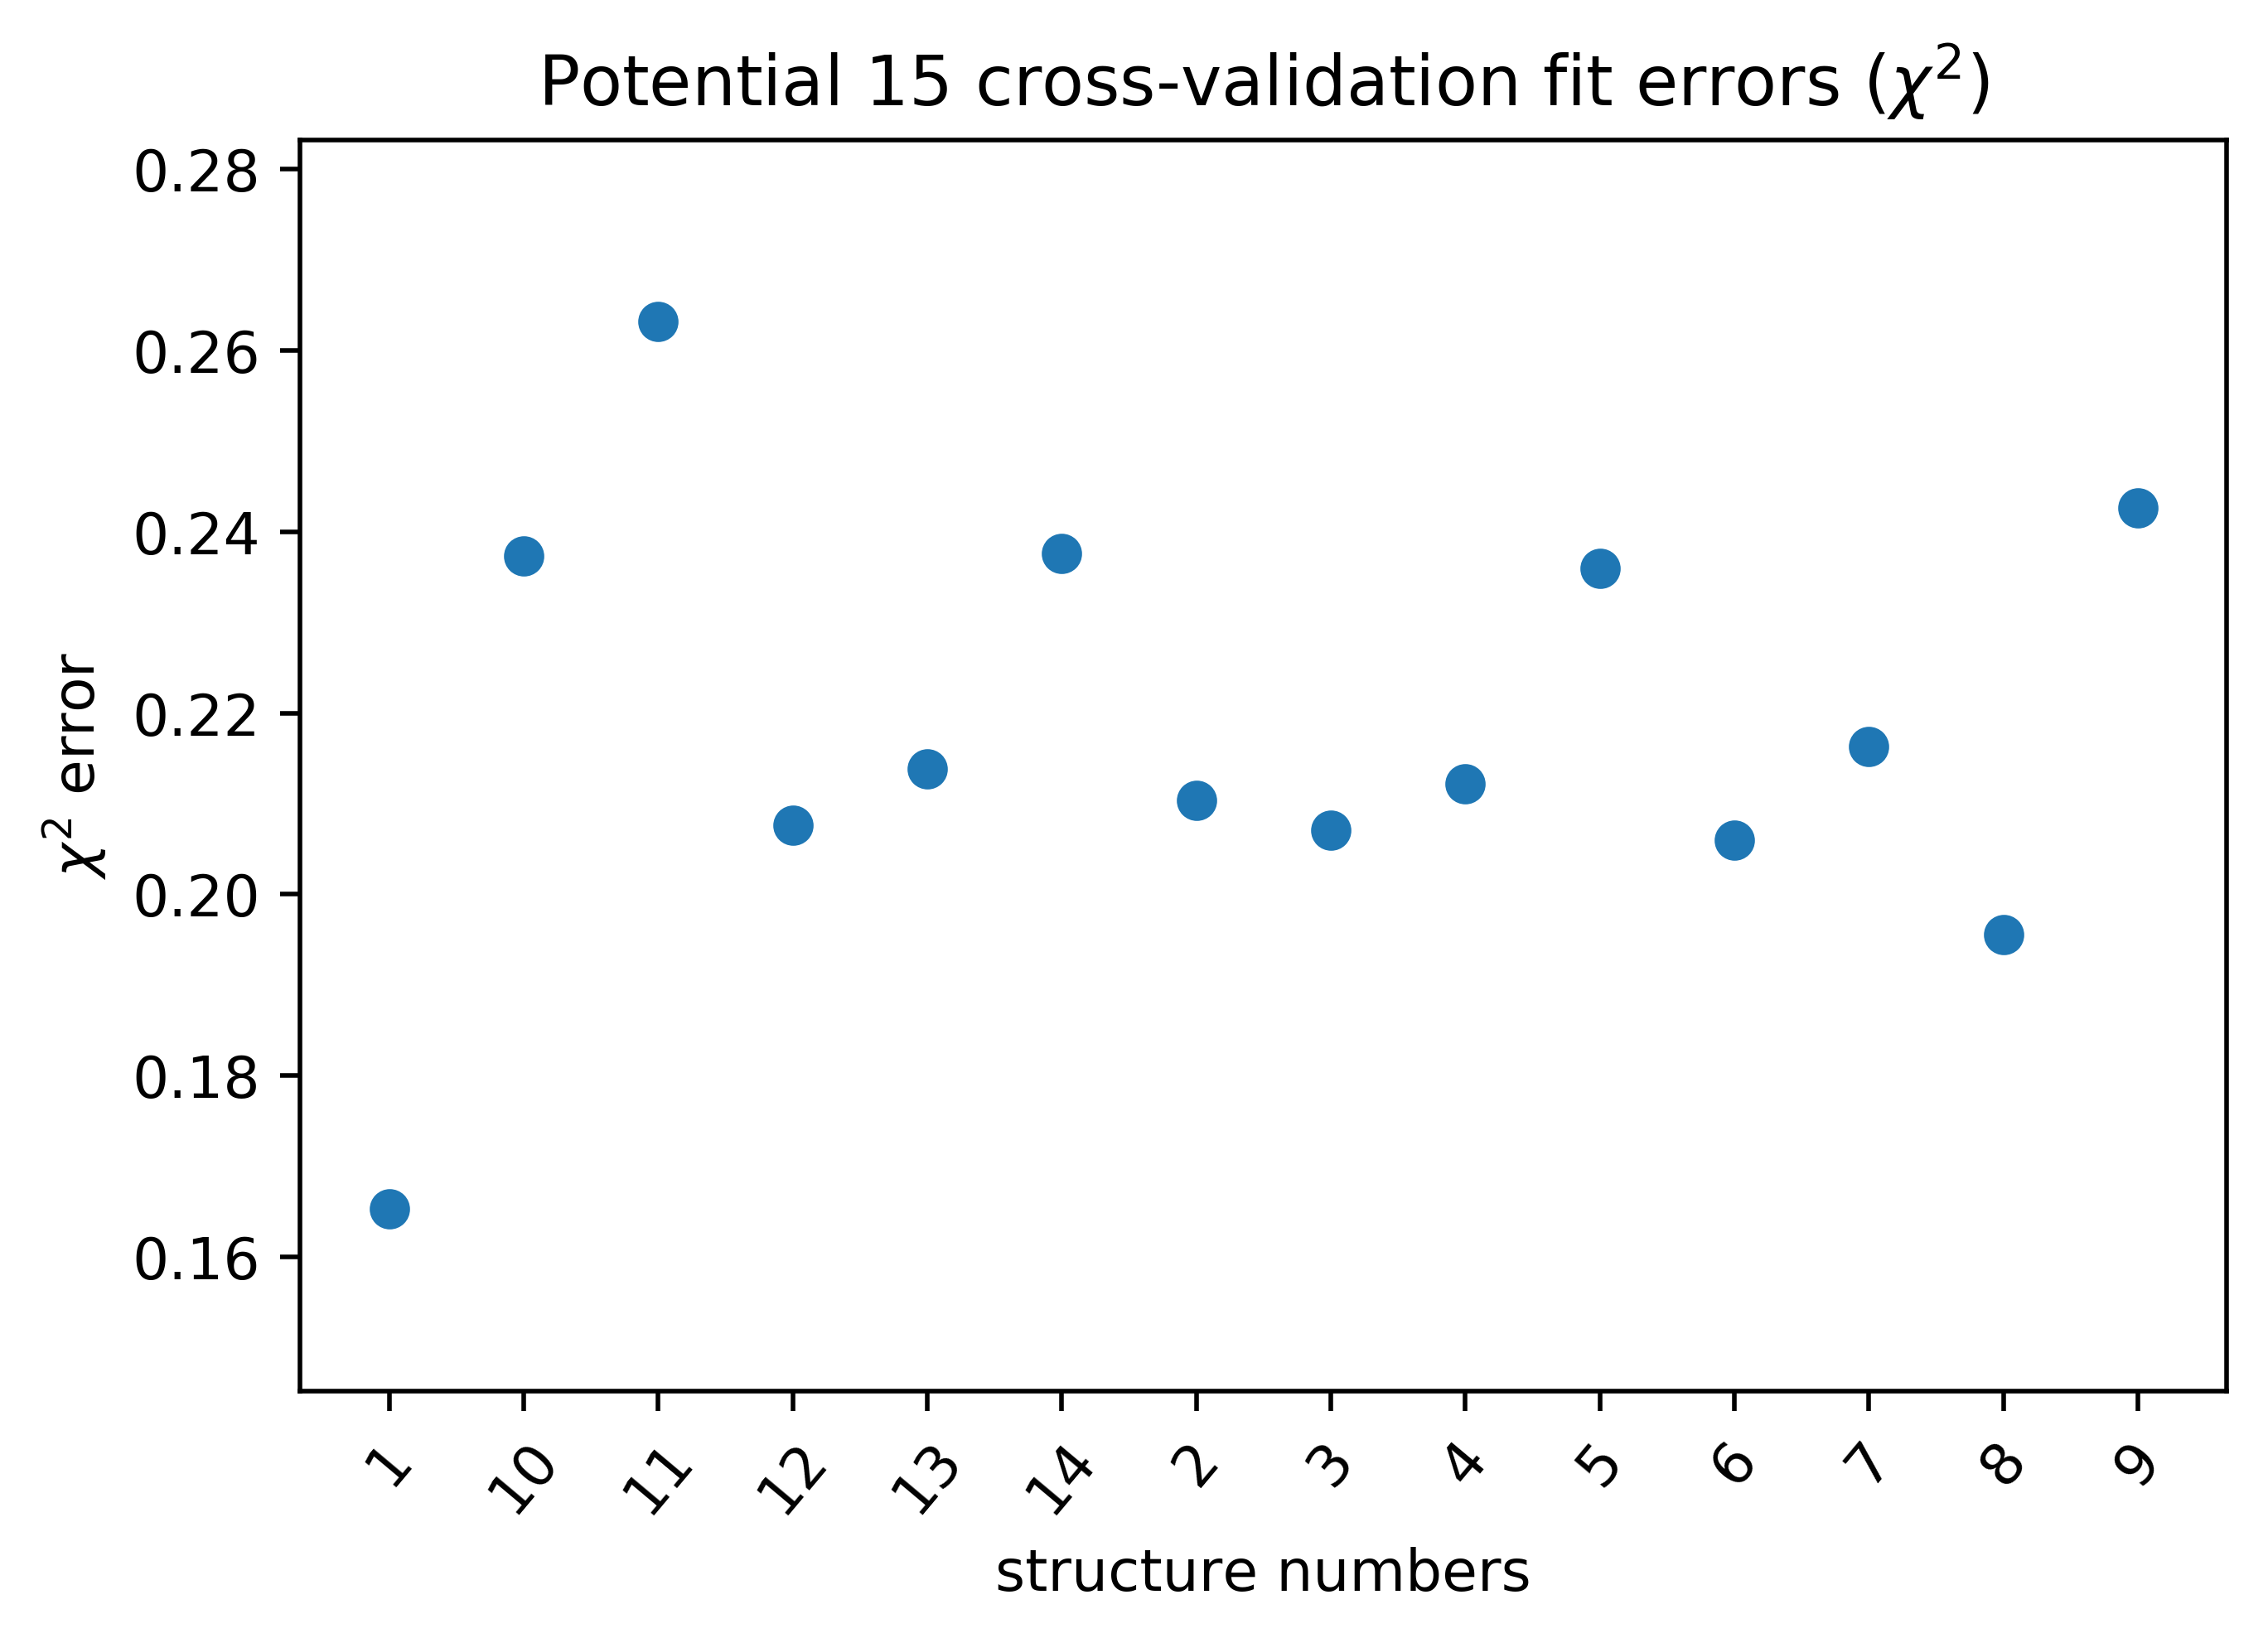 Potential 15 cross-validation fit errors (χ²)
0.28
0.26
0.24
0.22
0.20
0.18
0.16
χ² error
1 10 11 12 13 14 2 3 4 5 6 7 8 9
structure numbers